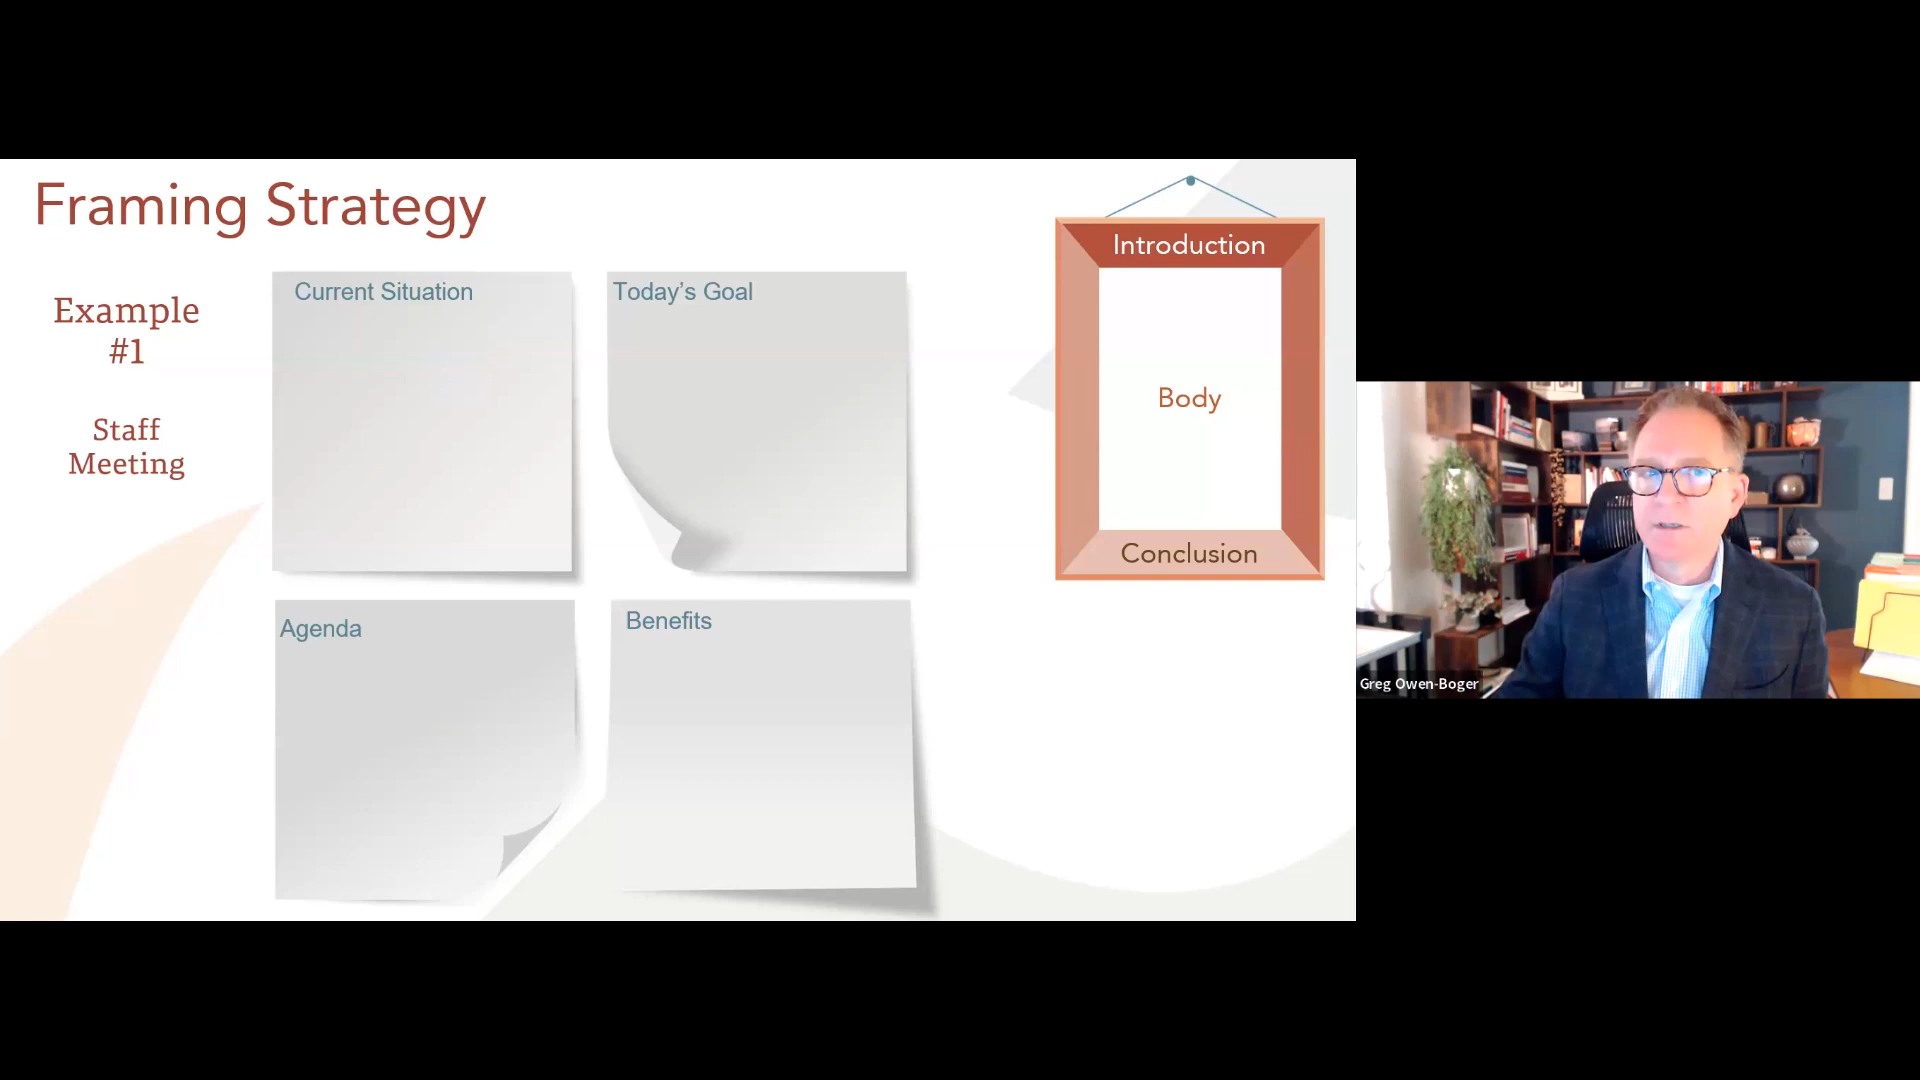 Framing Strategy
Example
#1
Staff
Meeting
Current Situation
Today's Goal
Agenda
Benefits
Introduction
Body
Conclusion
Greg Owen-Boger